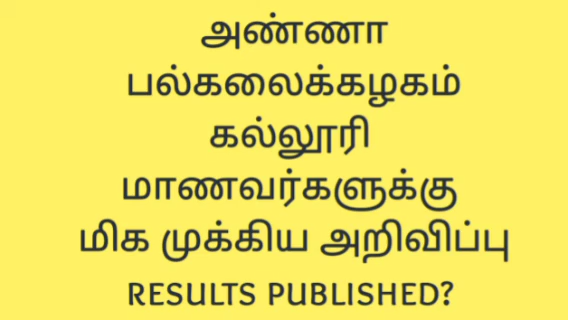 அண்ணா
பல்கலைக்கழகம்
கல்லூரி
மாணவர்களுக்கு
மிக முக்கிய அறிவிப்பு
RESULTS PUBLISHED?